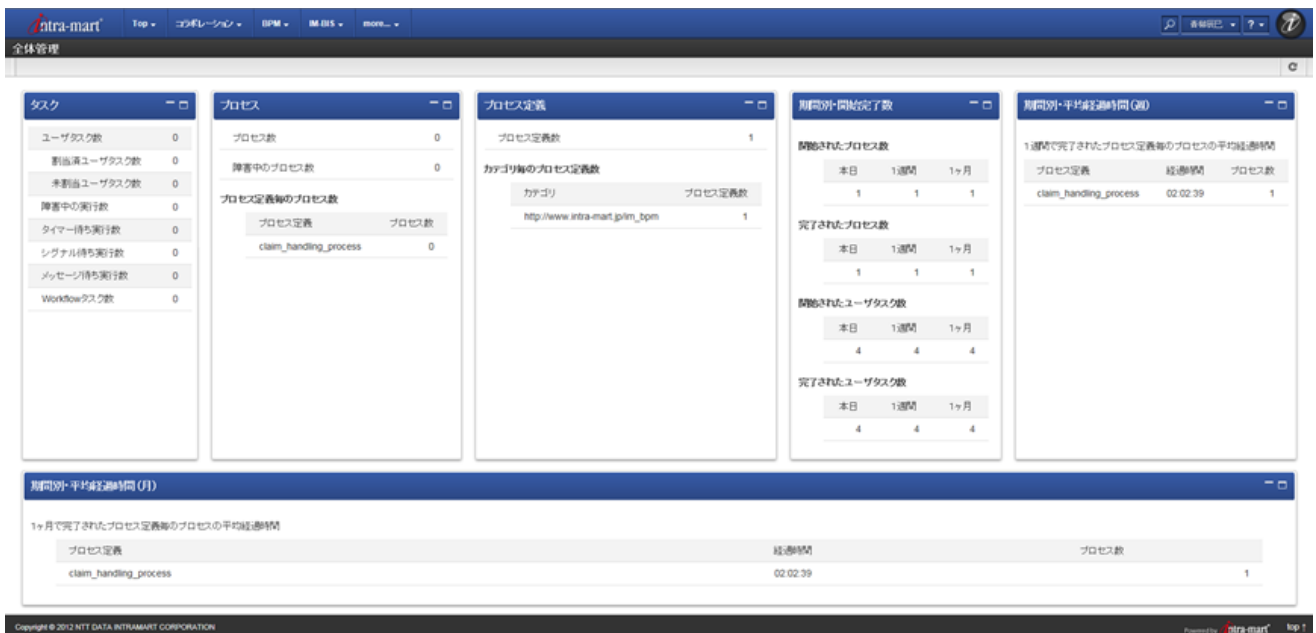 intra-mart Top コラボレーション BPM IM-BIS more... 青柳辰巳 ?
全体管理
タスク
ユーザタスク数 0
割当済ユーザタスク数 0
未割当ユーザタスク数 0
障害中の実行数 0
タイマー待ち実行数 0
シグナル待ち実行数 0
メッセージ待ち実行数 0
Workflowタスク数 0
プロセス
プロセス数 0
障害中のプロセス数 0
プロセス定義毎のプロセス数
プロセス定義 プロセス数
claim_handling_process 0
プロセス定義
プロセス定義数 1
カテゴリ毎のプロセス定義数
カテゴリ プロセス定義数
http://www.intra-mart.jp/im_bpm 1
期間別・開始完了数
開始されたプロセス数
本日 1週間 1ヶ月
1 1 1
完了されたプロセス数
本日 1週間 1ヶ月
1 1 1
開始されたユーザタスク数
本日 1週間 1ヶ月
4 4 4
完了されたユーザタスク数
本日 1週間 1ヶ月
4 4 4
期間別・平均経過時間(週)
1週間で完了されたプロセス定義毎のプロセスの平均経過時間
プロセス定義 経過時間 プロセス数
claim_handling_process 02:02:39 1
期間別・平均経過時間(月)
1ヶ月で完了されたプロセス定義毎のプロセスの平均経過時間
プロセス定義 経過時間 プロセス数
claim_handling_process 02:02:39 1
Copyright © 2012 NTT DATA INTRAMART CORPORATION
Powered by intra-mart top ↑